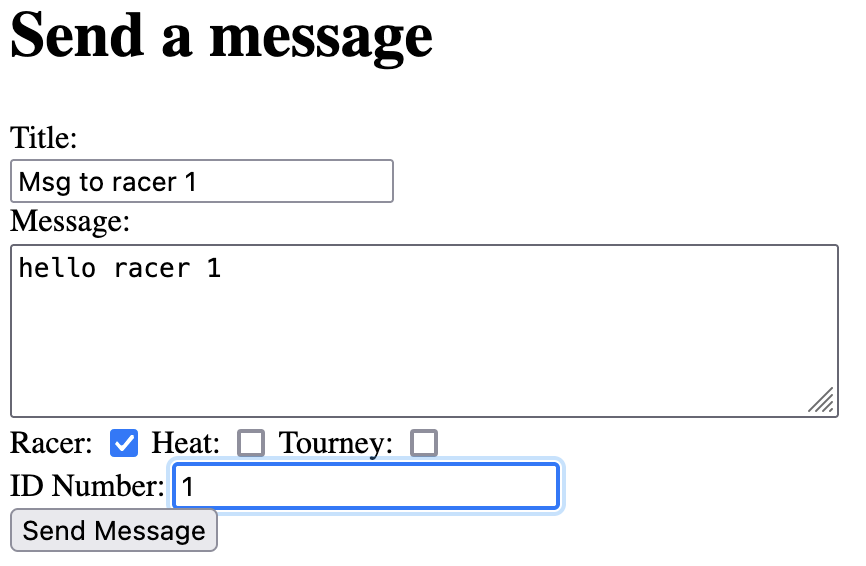 Send a message
Title:
Msg to racer 1
Message:
hello racer 1
Racer: Heat: Tourney:
ID Number: 1
Send Message